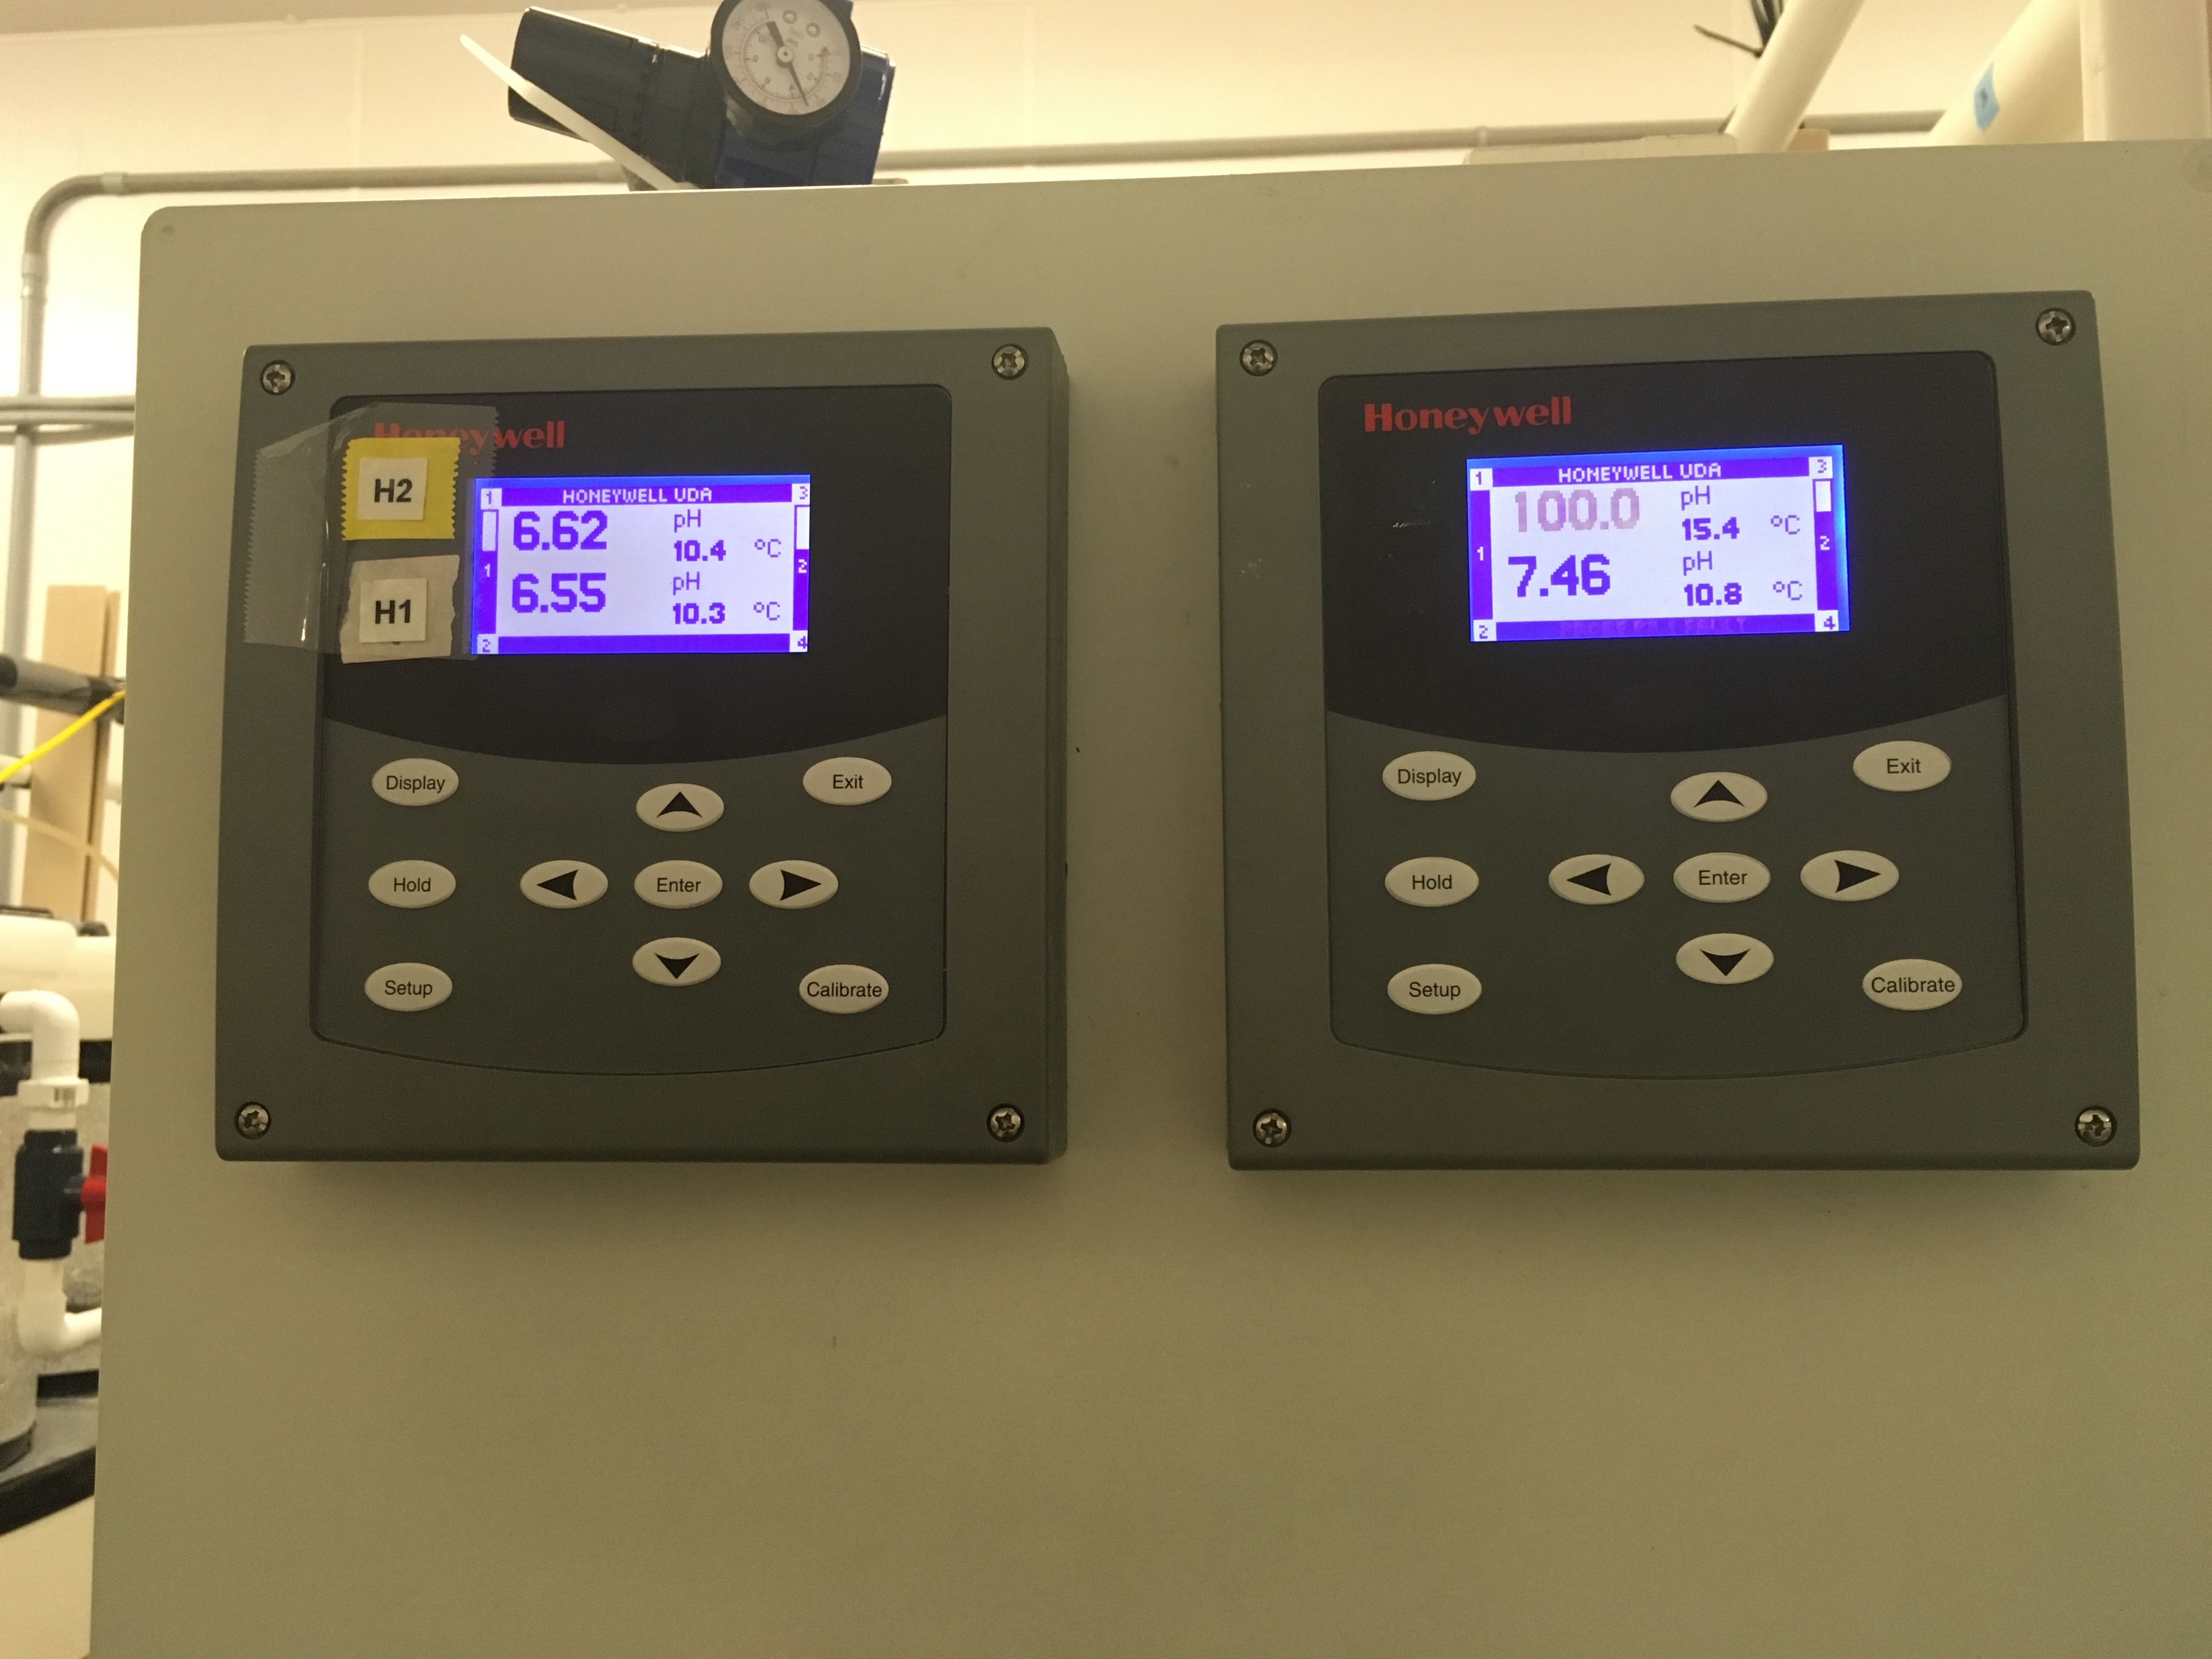 Honeywell
H2
H1
1 HONEYWELL UDA 3
6.62 pH
10.4 °C
1 2
6.55 pH
10.3 °C
2 4
Display
Exit
Hold
Enter
Setup
Calibrate
Honeywell
1 HONEYWELL UDA 3
100.0 pH
15.4 °C
1 2
7.46 pH
10.8 °C
2 4
Display
Exit
Hold
Enter
Setup
Calibrate